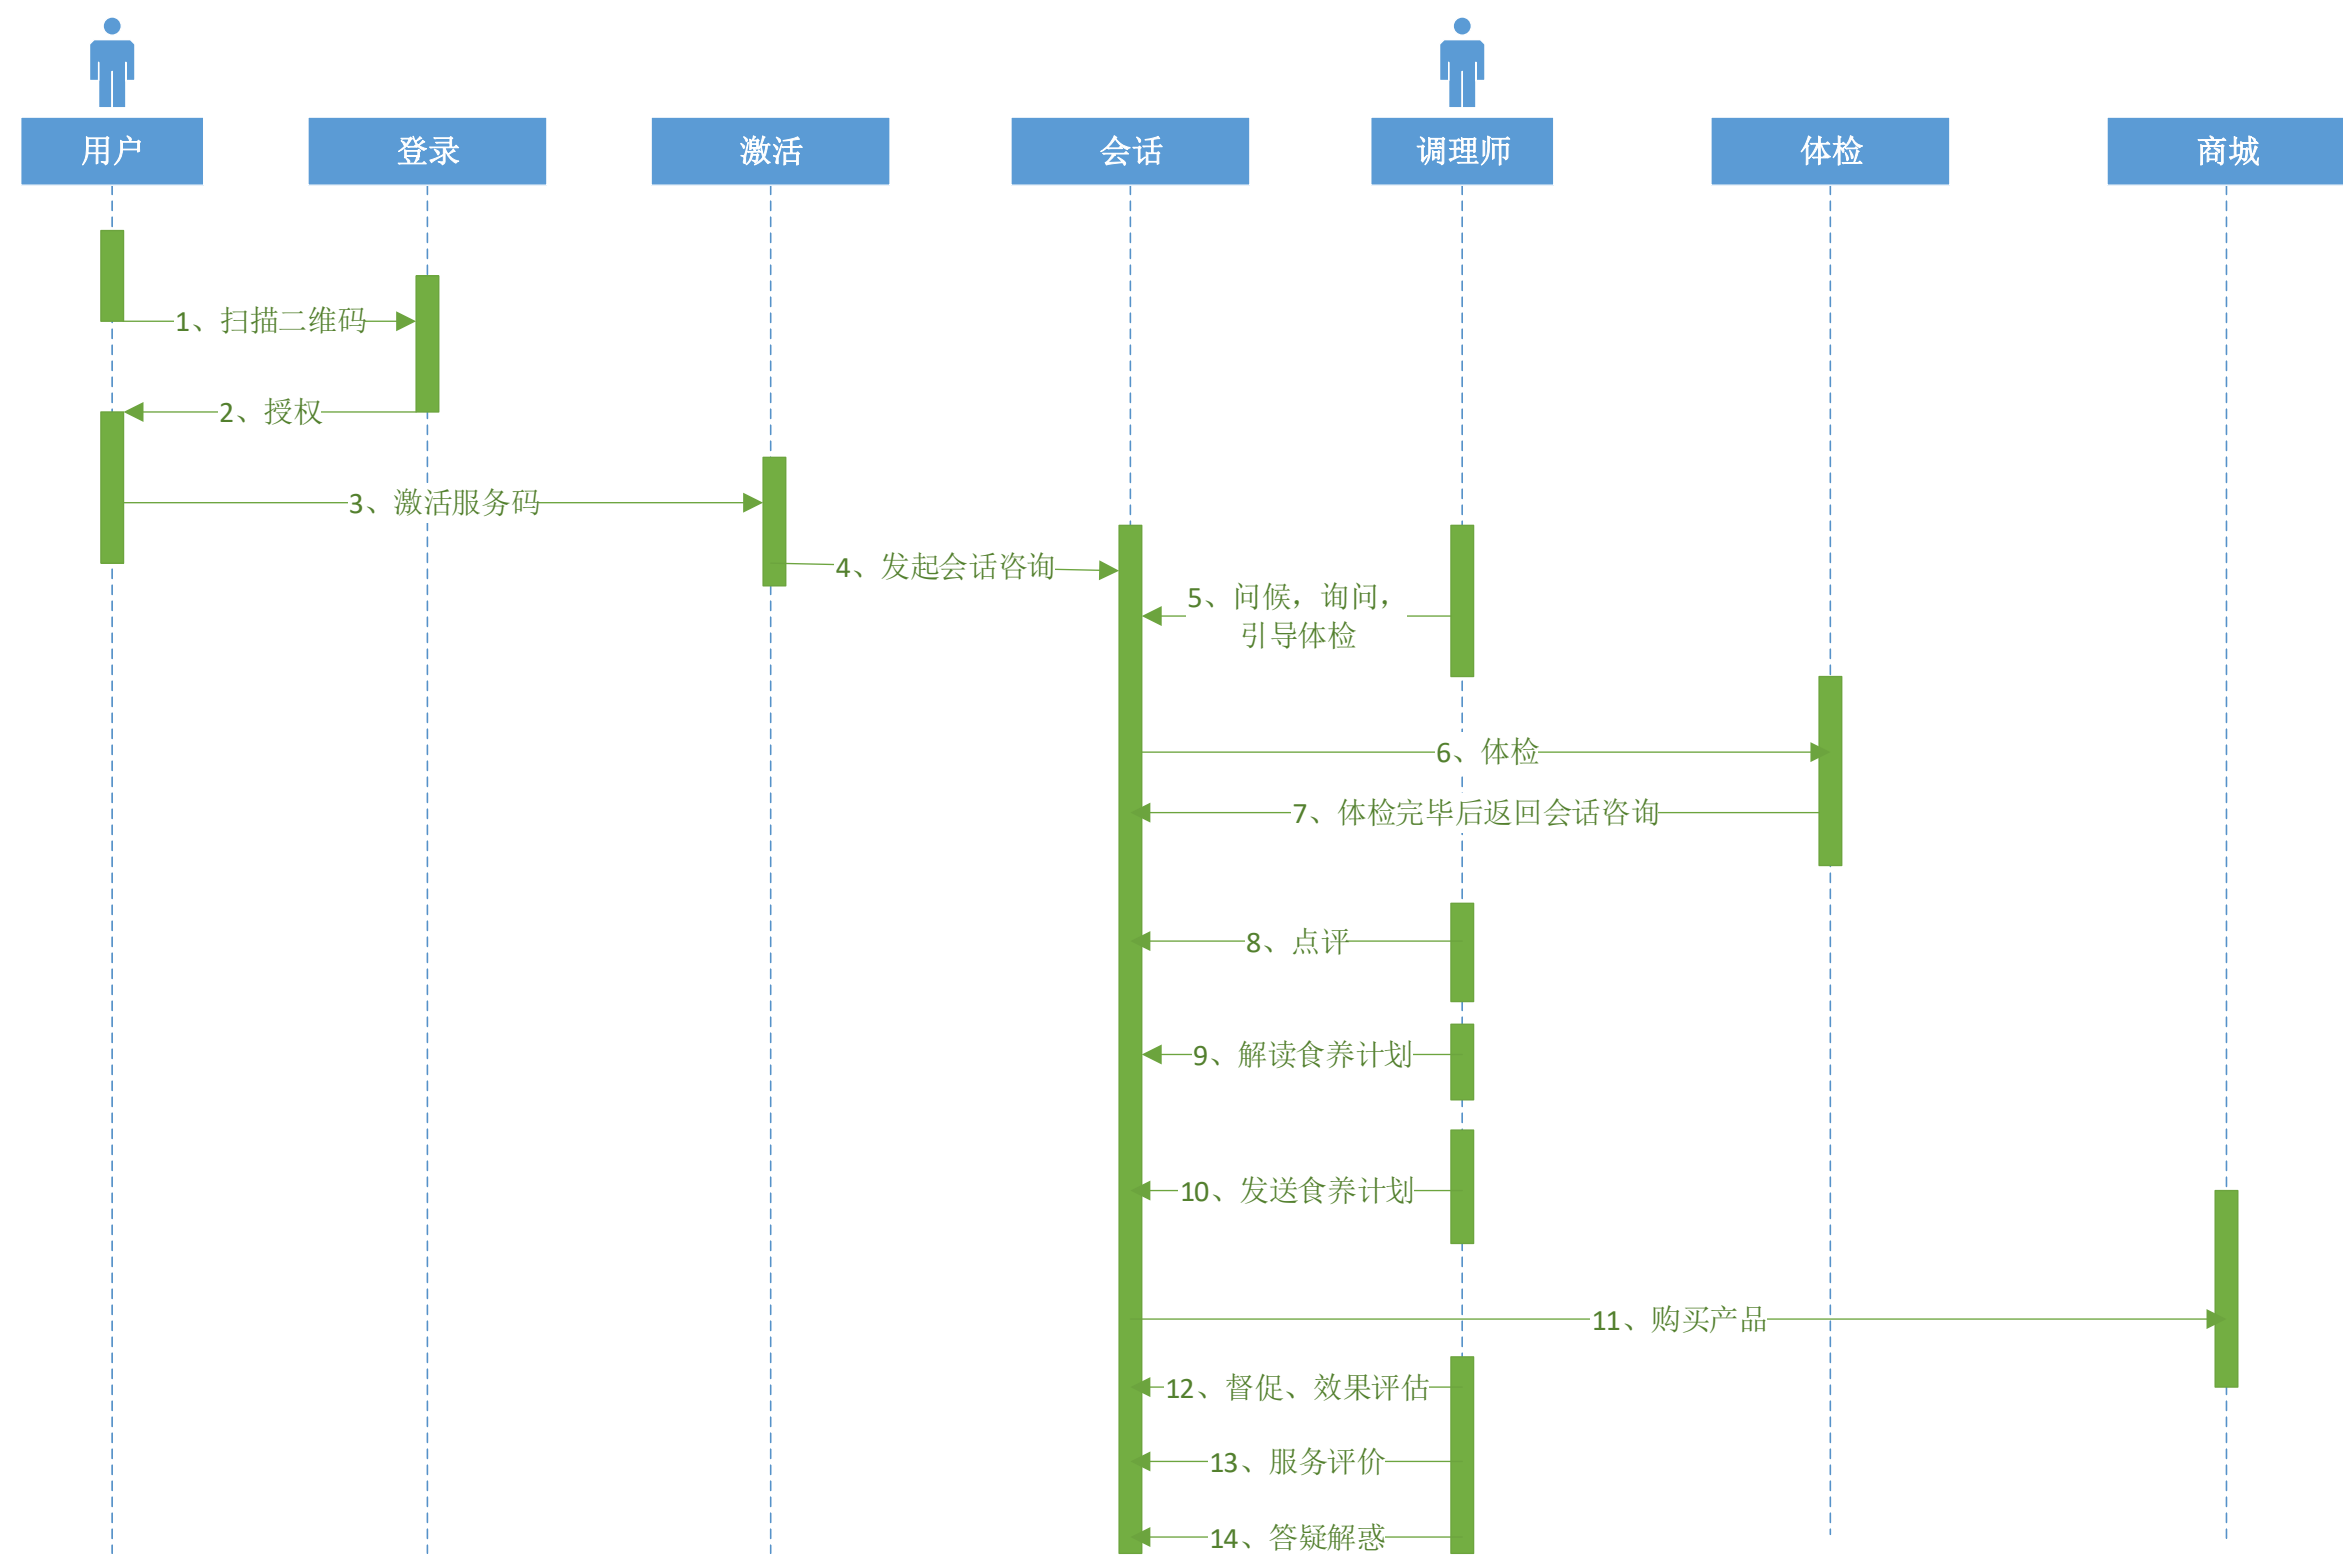 用户
登录
激活
会话
调理师
体检
商城
1、扫描二维码
2、授权
3、激活服务码
4、发起会话咨询
5、问候，询问，
引导体检
6、体检
7、体检完毕后返回会话咨询
8、点评
9、解读食养计划
10、发送食养计划
11、购买产品
12、督促、效果评估
13、服务评价
14、答疑解惑